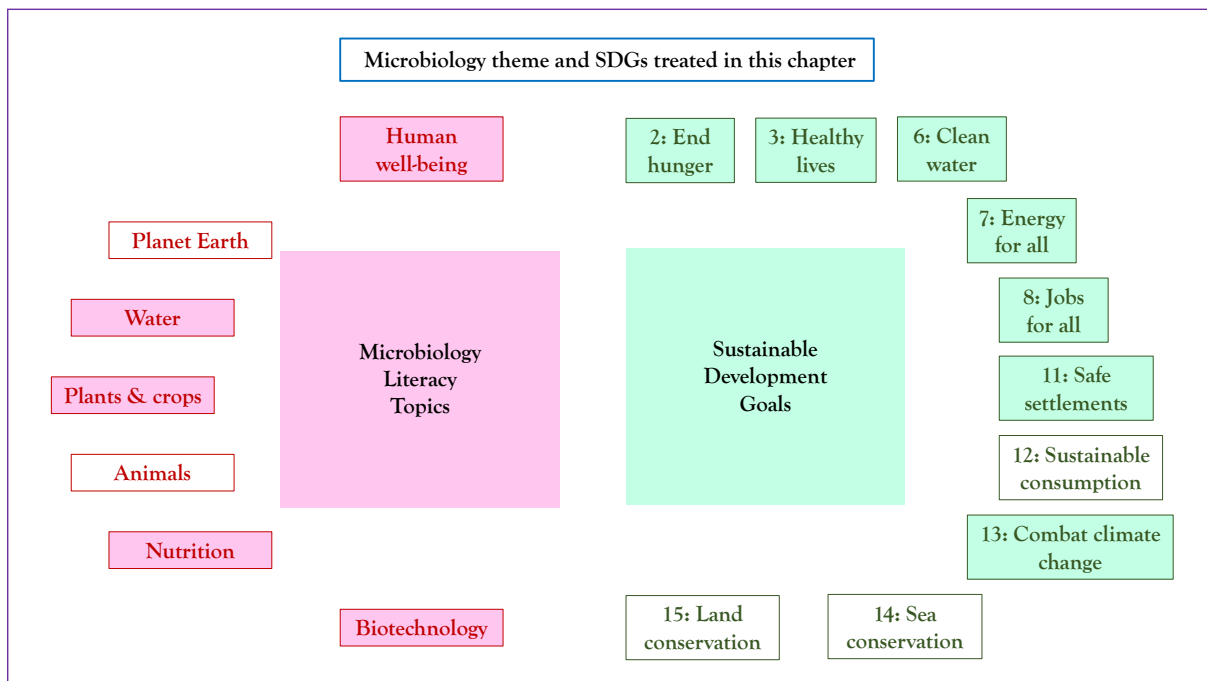 Microbiology theme and SDGs treated in this chapter
Human
well-being
Planet Earth
Water
Plants & crops
Animals
Nutrition
Biotechnology
Microbiology
Literacy
Topics
Sustainable
Development
Goals
2: End
hunger
3: Healthy
lives
6: Clean
water
7: Energy
for all
8: Jobs
for all
11: Safe
settlements
12: Sustainable
consumption
13: Combat climate
change
14: Sea
conservation
15: Land
conservation